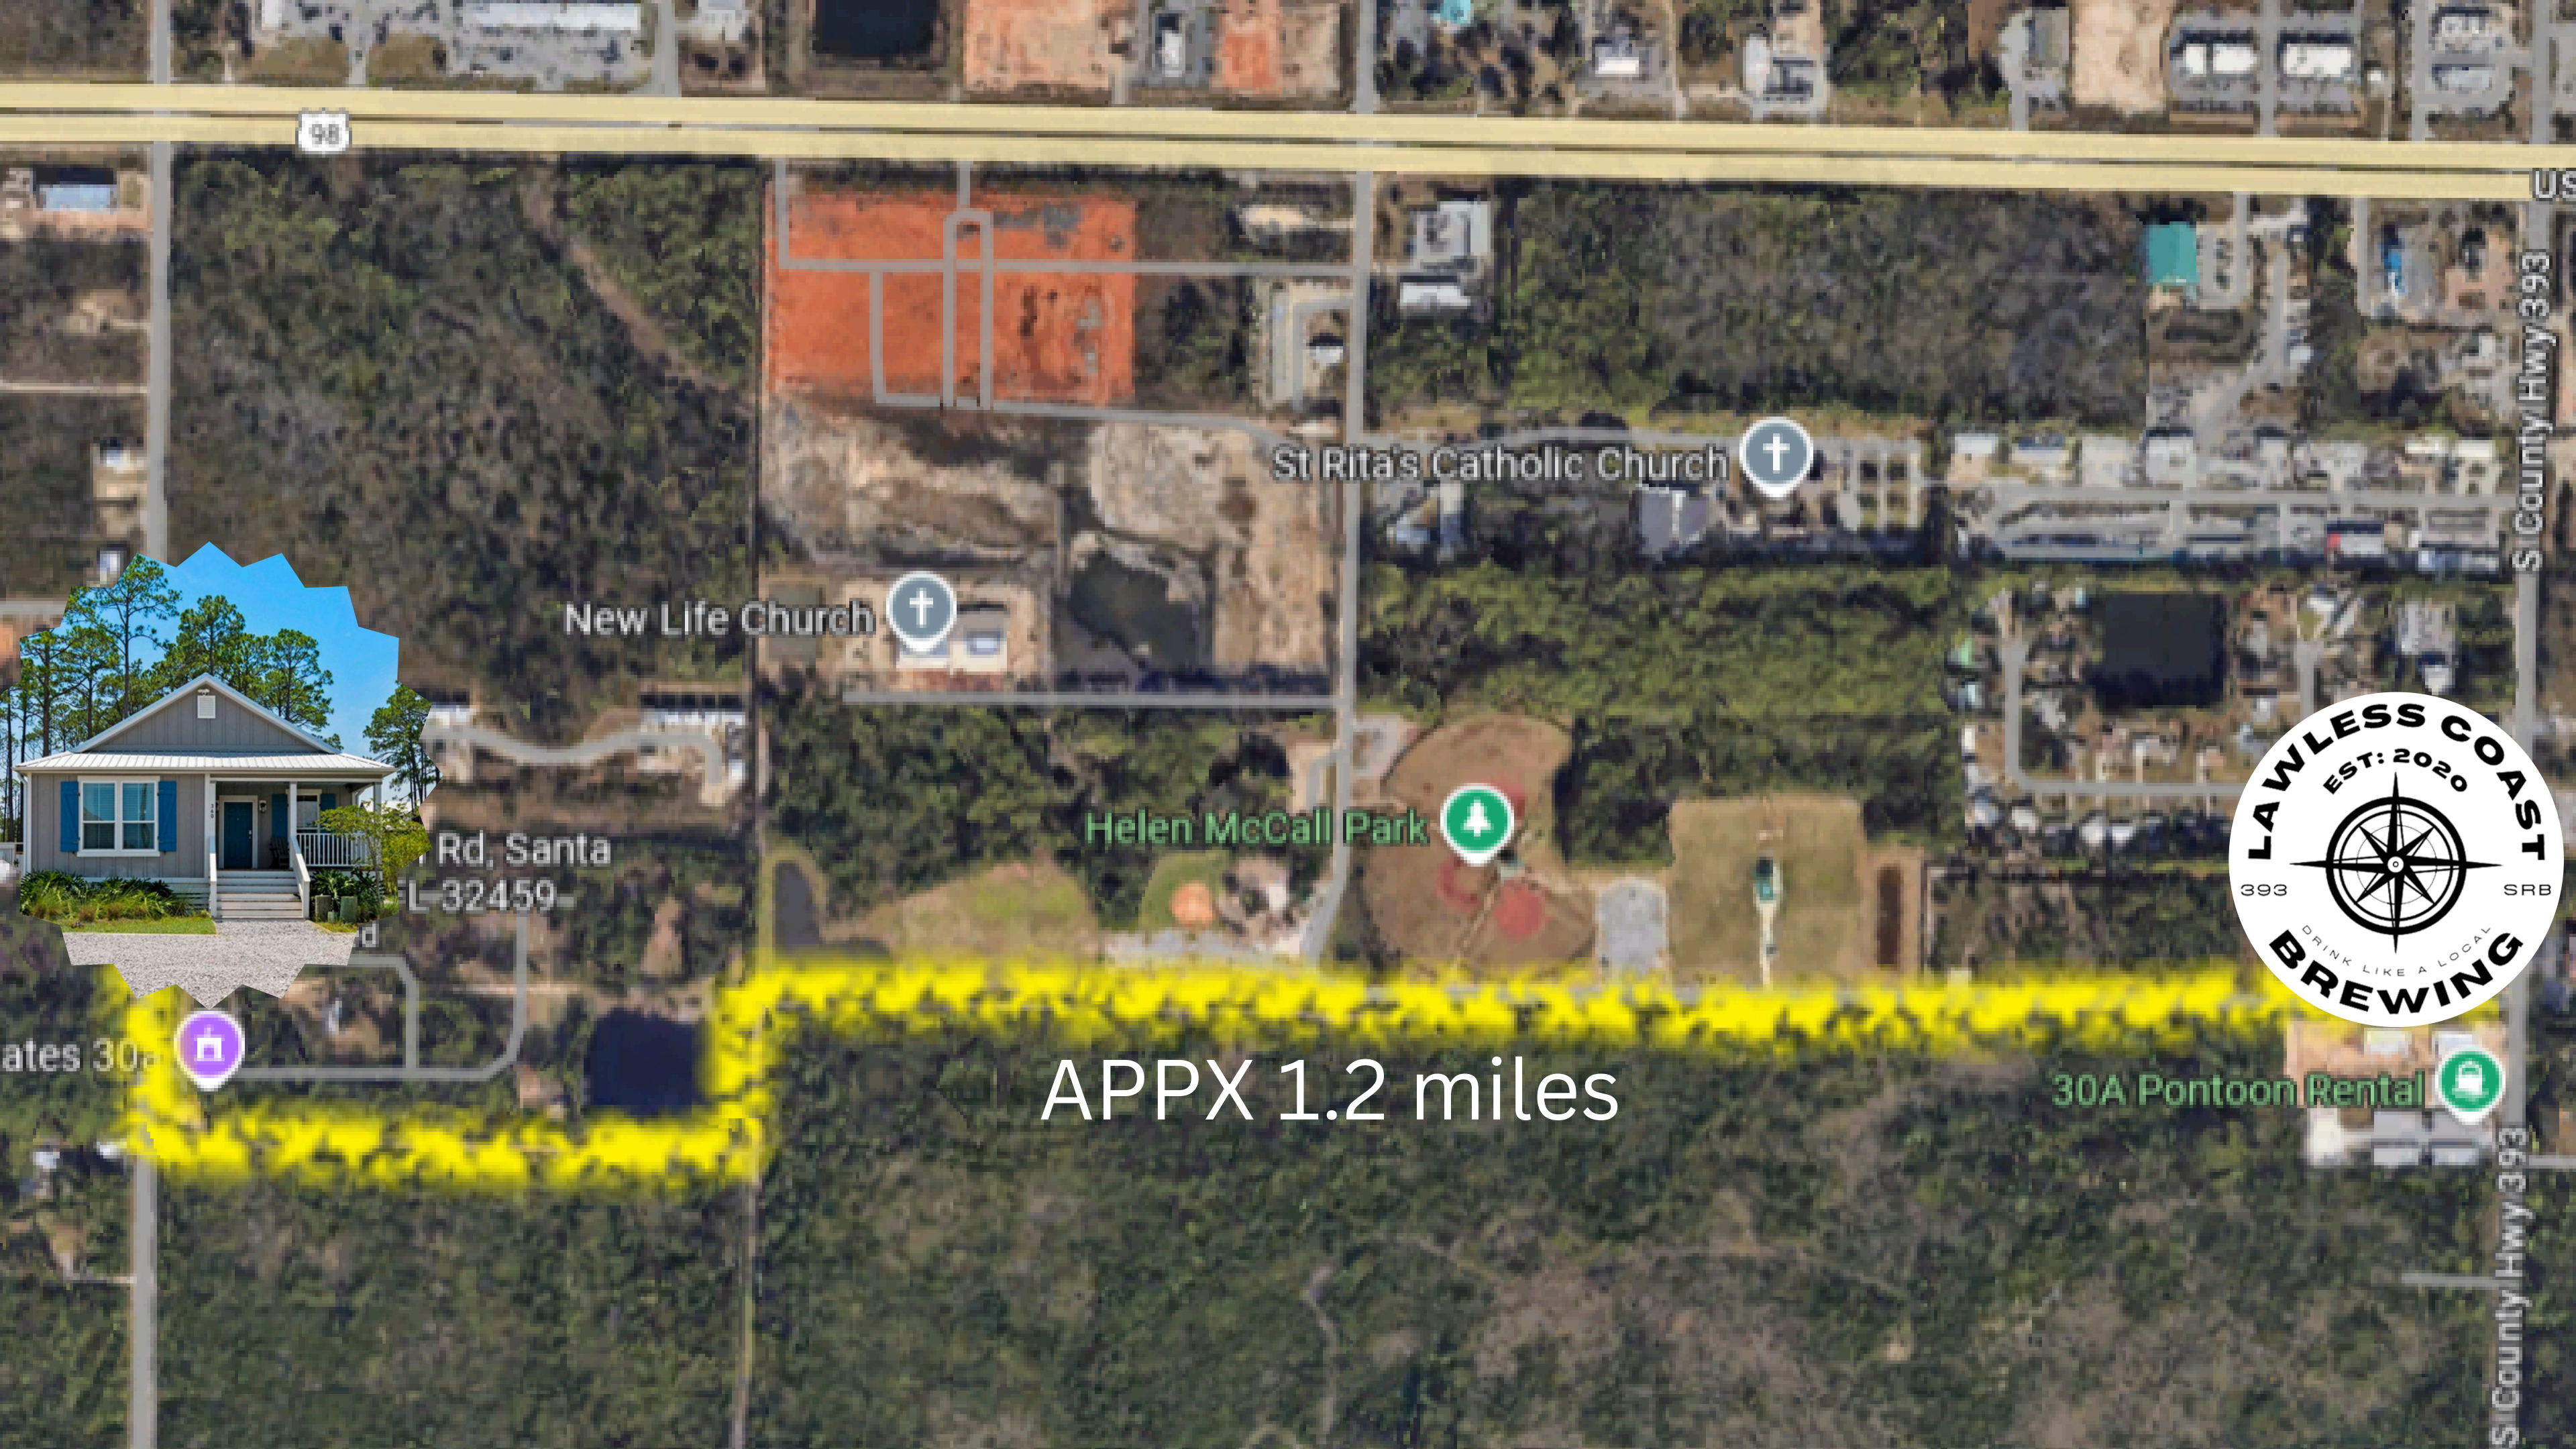 98
US
S County Hwy 393
St Rita's Catholic Church
New Life Church
Helen McCall Park
Rd, Santa
FL 32459
LAWLESS COAST
EST: 2020
393
SRB
DRINK LIKE A LOCAL
BREWING
ates 30a
APPX 1.2 miles
30A Pontoon Rental
S County Hwy 393